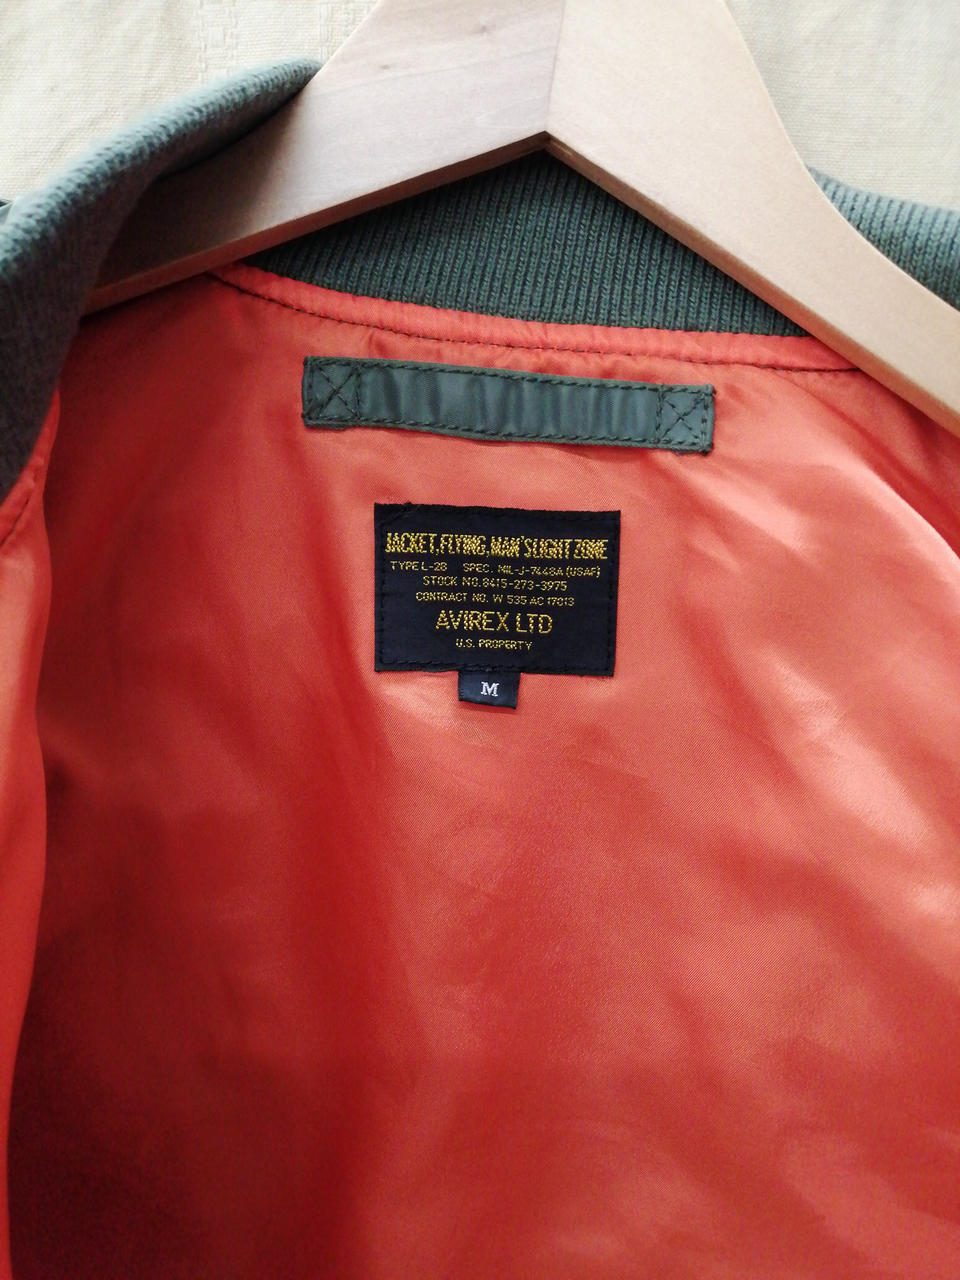 JACKET, FLYING, MAN'S LIGHT ZONE
TYPE L-2B SPEC. MIL-J-7448A (USAF)
STOCK NO. 8415-273-3975
CONTRACT NO. W 535 AC 17013
AVIREX LTD
U.S. PROPERTY
M